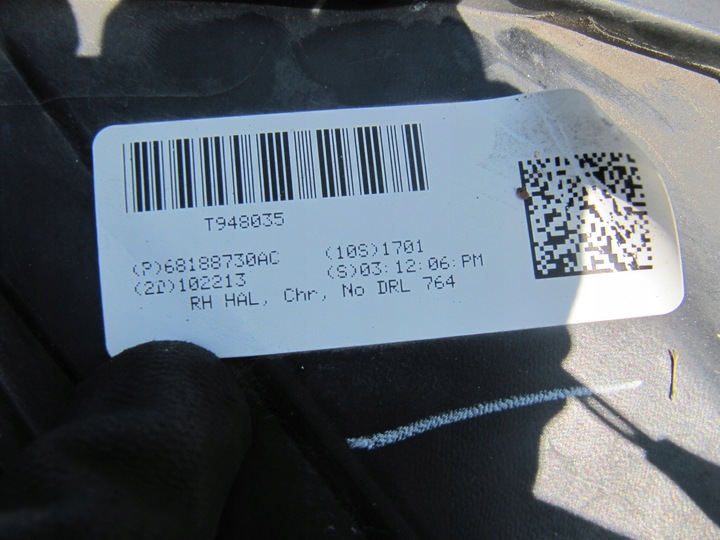 T948035
(P)68188730AC (10S)1701
(2D)102213 (S)03:12:06:PM
RH HAL, Chr, No DRL 764